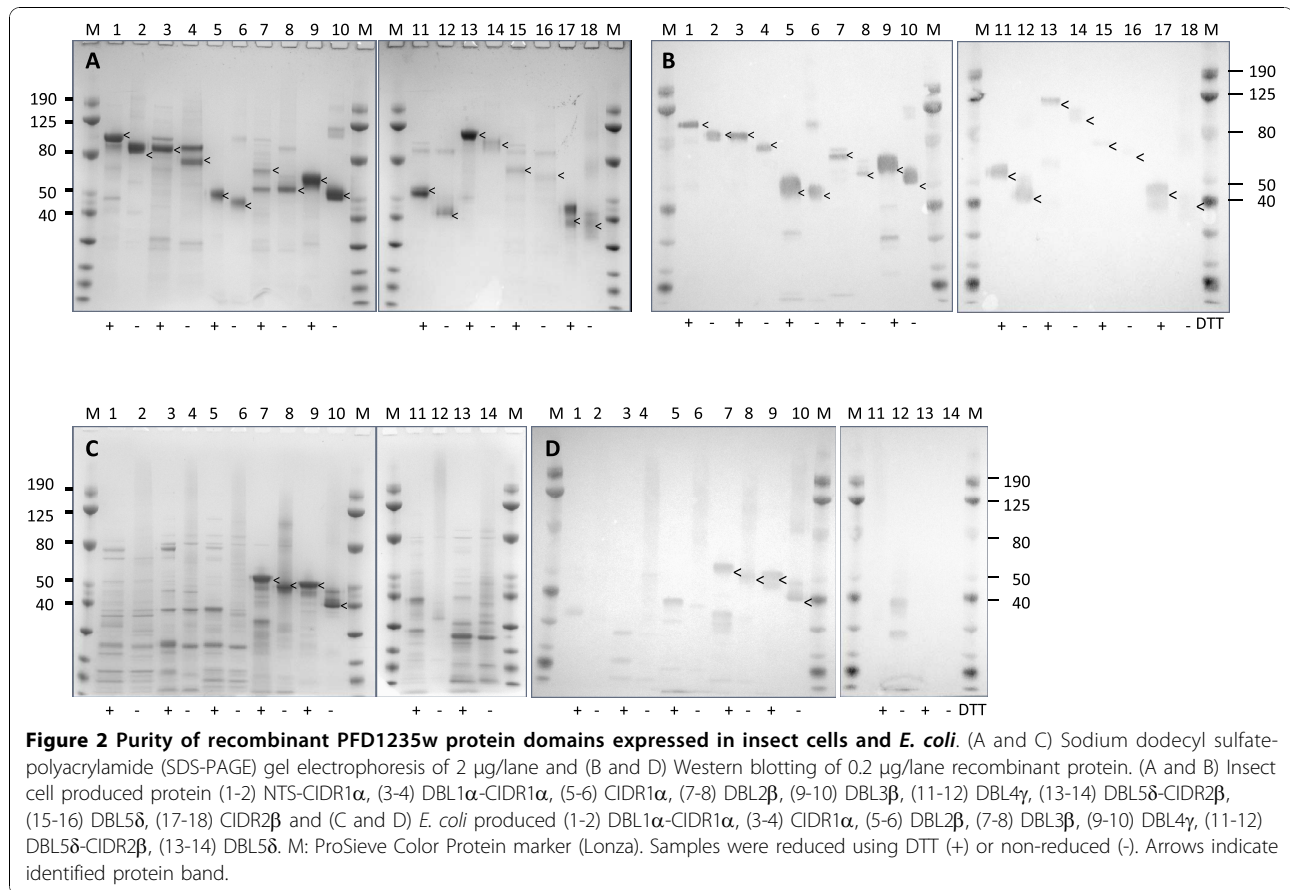 M 1 2 3 4 5 6 7 8 9 10 M M 11 12 13 14 15 16 17 18 M M 1 2 3 4 5 6 7 8 9 10 M M 11 12 13 14 15 16 17 18 M
A
B
190
125
80
50
40
190
125
80
50
40
< < < < < < < < < < < < < < < < < <
< < < < < < < < < < < < < < < < < <
+ - + - + - + - + - + - + - + - + - + - + - + - + - + - + - + - + - + - DTT
M 1 2 3 4 5 6 7 8 9 10 M M 11 12 13 14 M M 1 2 3 4 5 6 7 8 9 10 M M 11 12 13 14 M
C
D
190
125
80
50
40
190
125
80
50
40
< < < <
< < < <
+ - + - + - + - + - + - + - + - + - + - + - + - + - + - DTT
Figure 2 Purity of recombinant PFD1235w protein domains expressed in insect cells and E. coli. (A and C) Sodium dodecyl sulfate-
polyacrylamide (SDS-PAGE) gel electrophoresis of 2 µg/lane and (B and D) Western blotting of 0.2 µg/lane recombinant protein. (A and B) Insect
cell produced protein (1-2) NTS-CIDR1α, (3-4) DBL1α-CIDR1α, (5-6) CIDR1α, (7-8) DBL2β, (9-10) DBL3β, (11-12) DBL4γ, (13-14) DBL5δ-CIDR2β,
(15-16) DBL5δ, (17-18) CIDR2β and (C and D) E. coli produced (1-2) DBL1α-CIDR1α, (3-4) CIDR1α, (5-6) DBL2β, (7-8) DBL3β, (9-10) DBL4γ, (11-12)
DBL5δ-CIDR2β, (13-14) DBL5δ. M: ProSieve Color Protein marker (Lonza). Samples were reduced using DTT (+) or non-reduced (-). Arrows indicate
identified protein band.